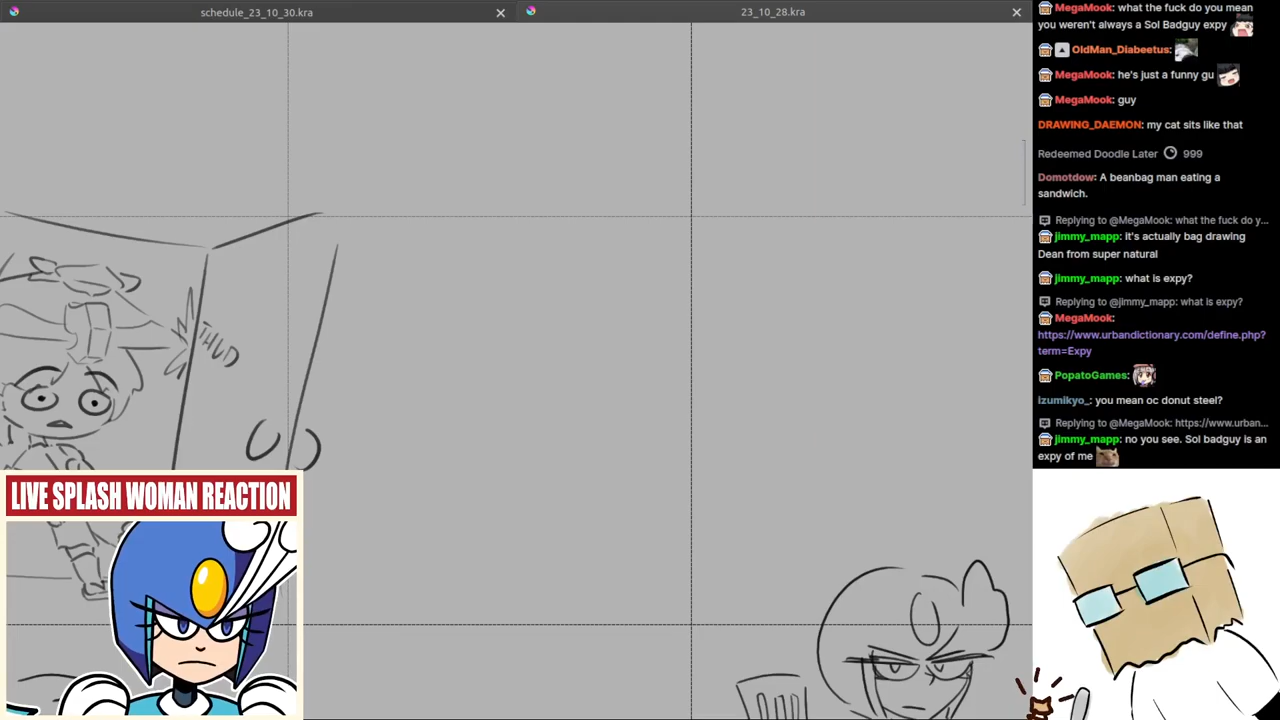 schedule_23_10_30.kra
23_10_28.kra
THUD
LIVE SPLASH WOMAN REACTION
MegaMook: what the fuck do you mean
you weren't always a Sol Badguy expy
OldMan_Diabeetus:
MegaMook: he's just a funny gu
MegaMook: guy
DRAWING_DAEMON: my cat sits like that
Redeemed Doodle Later 999
Domotdow: A beanbag man eating a
sandwich.
Replying to @MegaMook: what the fuck do y...
jimmy_mapp: it's actually bag drawing
Dean from super natural
jimmy_mapp: what is expy?
Replying to @jimmy_mapp: what is expy?
MegaMook:
https://www.urbandictionary.com/define.php?
term=Expy
PopatoGames:
izumikyo_: you mean oc donut steel?
Replying to @MegaMook: https://www.urban...
jimmy_mapp: no you see. Sol badguy is an
expy of me